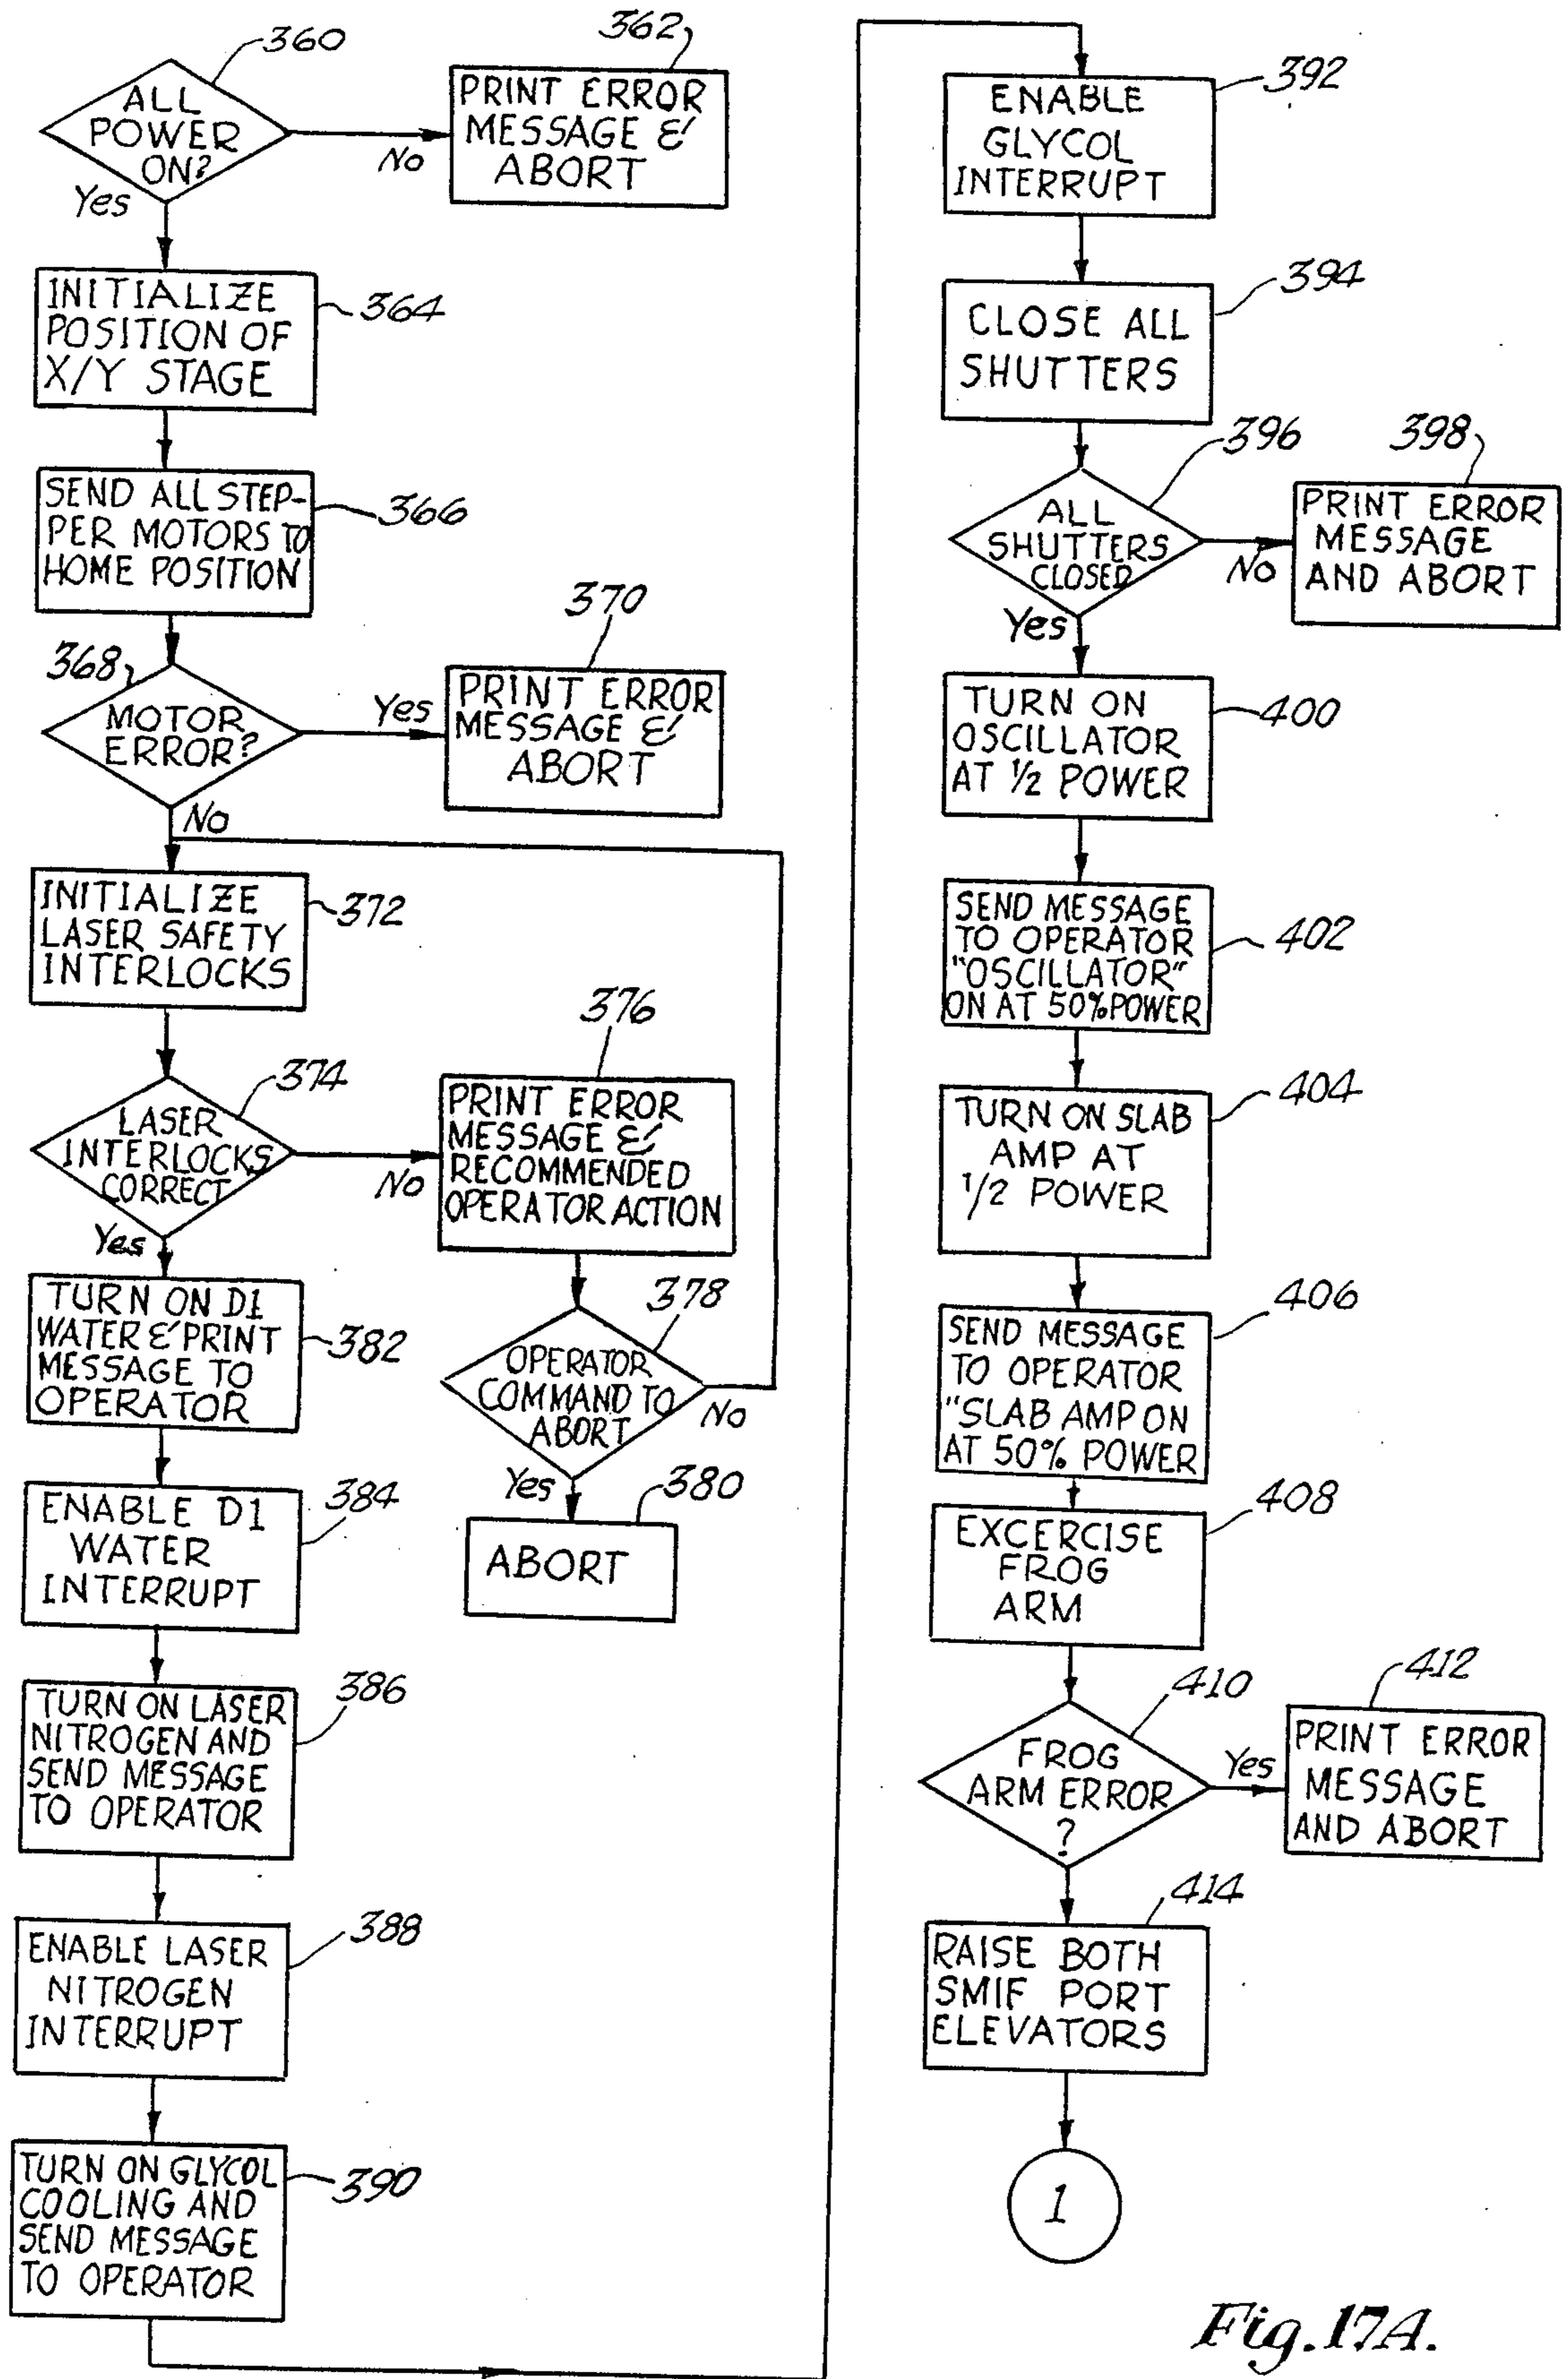 360
ALL
POWER
ON?
No
Yes
362
PRINT ERROR
MESSAGE &
ABORT
INITIALIZE
POSITION OF
X/Y STAGE
364
SEND ALL STEP-
PER MOTORS TO
HOME POSITION
366
368
MOTOR
ERROR?
Yes
No
370
PRINT ERROR
MESSAGE &
ABORT
INITIALIZE
LASER SAFETY
INTERLOCKS
372
374
LASER
INTERLOCKS
CORRECT
No
Yes
376
PRINT ERROR
MESSAGE &
RECOMMENDED
OPERATOR ACTION
378
OPERATOR
COMMAND TO
ABORT
No
Yes
380
ABORT
TURN ON D1
WATER & PRINT
MESSAGE TO
OPERATOR
382
ENABLE D1
WATER
INTERRUPT
384
TURN ON LASER
NITROGEN AND
SEND MESSAGE
TO OPERATOR
386
ENABLE LASER
NITROGEN
INTERRUPT
388
TURN ON GLYCOL
COOLING AND
SEND MESSAGE
TO OPERATOR
390
ENABLE
GLYCOL
INTERRUPT
392
CLOSE ALL
SHUTTERS
394
396
ALL
SHUTTERS
CLOSED
No
Yes
398
PRINT ERROR
MESSAGE
AND ABORT
TURN ON
OSCILLATOR
AT 1/2 POWER
400
SEND MESSAGE
TO OPERATOR
"OSCILLATOR"
ON AT 50% POWER
402
TURN ON SLAB
AMP AT
1/2 POWER
404
SEND MESSAGE
TO OPERATOR
"SLAB AMP ON
AT 50% POWER
406
EXCERCISE
FROG
ARM
408
410
FROG
ARM ERROR
?
Yes
412
PRINT ERROR
MESSAGE
AND ABORT
414
RAISE BOTH
SMIF PORT
ELEVATORS
1
Fig. 17A.